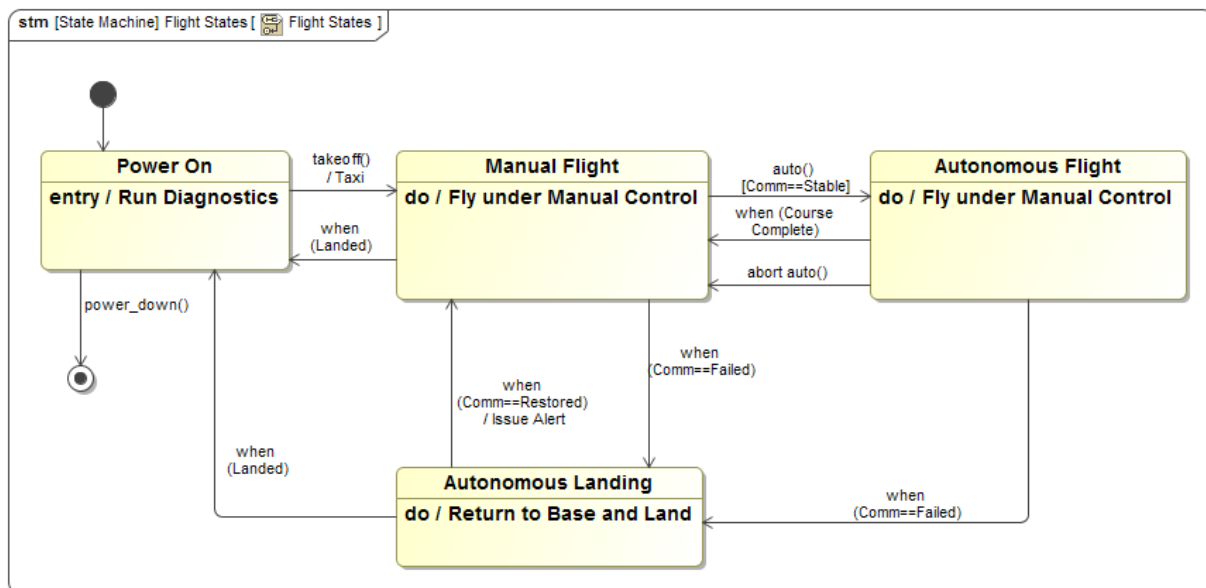 stm [State Machine] Flight States [ Flight States ]
Power On
entry / Run Diagnostics
takeoff()
/ Taxi
when
(Landed)
Manual Flight
do / Fly under Manual Control
auto()
[Comm==Stable]
when (Course
Complete)
abort auto()
Autonomous Flight
do / Fly under Manual Control
power_down()
when
(Comm==Failed)
when
(Comm==Restored)
/ Issue Alert
when
(Landed)
Autonomous Landing
do / Return to Base and Land
when
(Comm==Failed)